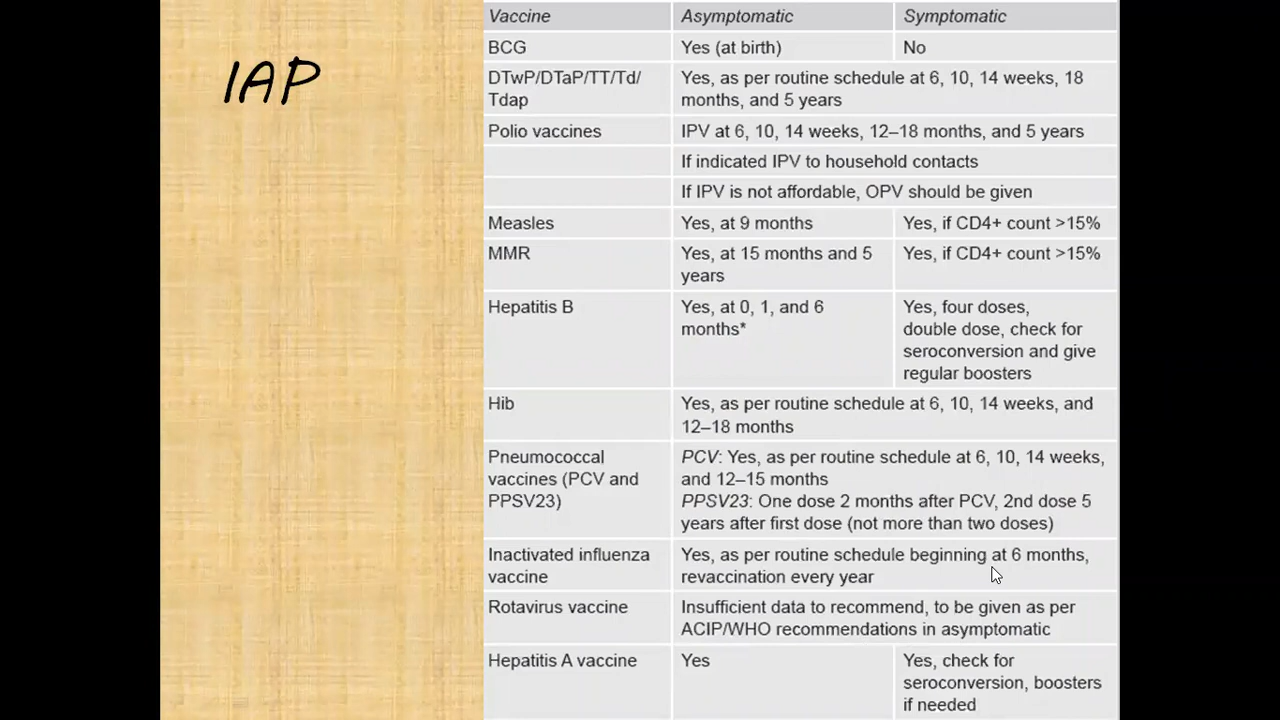 IAP
Vaccine Asymptomatic Symptomatic
BCG Yes (at birth) No
DTwP/DTaP/TT/Td/ Yes, as per routine schedule at 6, 10, 14 weeks, 18
Tdap months, and 5 years
Polio vaccines IPV at 6, 10, 14 weeks, 12–18 months, and 5 years
If indicated IPV to household contacts
If IPV is not affordable, OPV should be given
Measles Yes, at 9 months Yes, if CD4+ count >15%
MMR Yes, at 15 months and 5 Yes, if CD4+ count >15%
years
Hepatitis B Yes, at 0, 1, and 6 Yes, four doses,
months* double dose, check for
seroconversion and give
regular boosters
Hib Yes, as per routine schedule at 6, 10, 14 weeks, and
12–18 months
Pneumococcal PCV: Yes, as per routine schedule at 6, 10, 14 weeks,
vaccines (PCV and and 12–15 months
PPSV23) PPSV23: One dose 2 months after PCV, 2nd dose 5
years after first dose (not more than two doses)
Inactivated influenza Yes, as per routine schedule beginning at 6 months,
vaccine revaccination every year
Rotavirus vaccine Insufficient data to recommend, to be given as per
ACIP/WHO recommendations in asymptomatic
Hepatitis A vaccine Yes Yes, check for
seroconversion, boosters
if needed